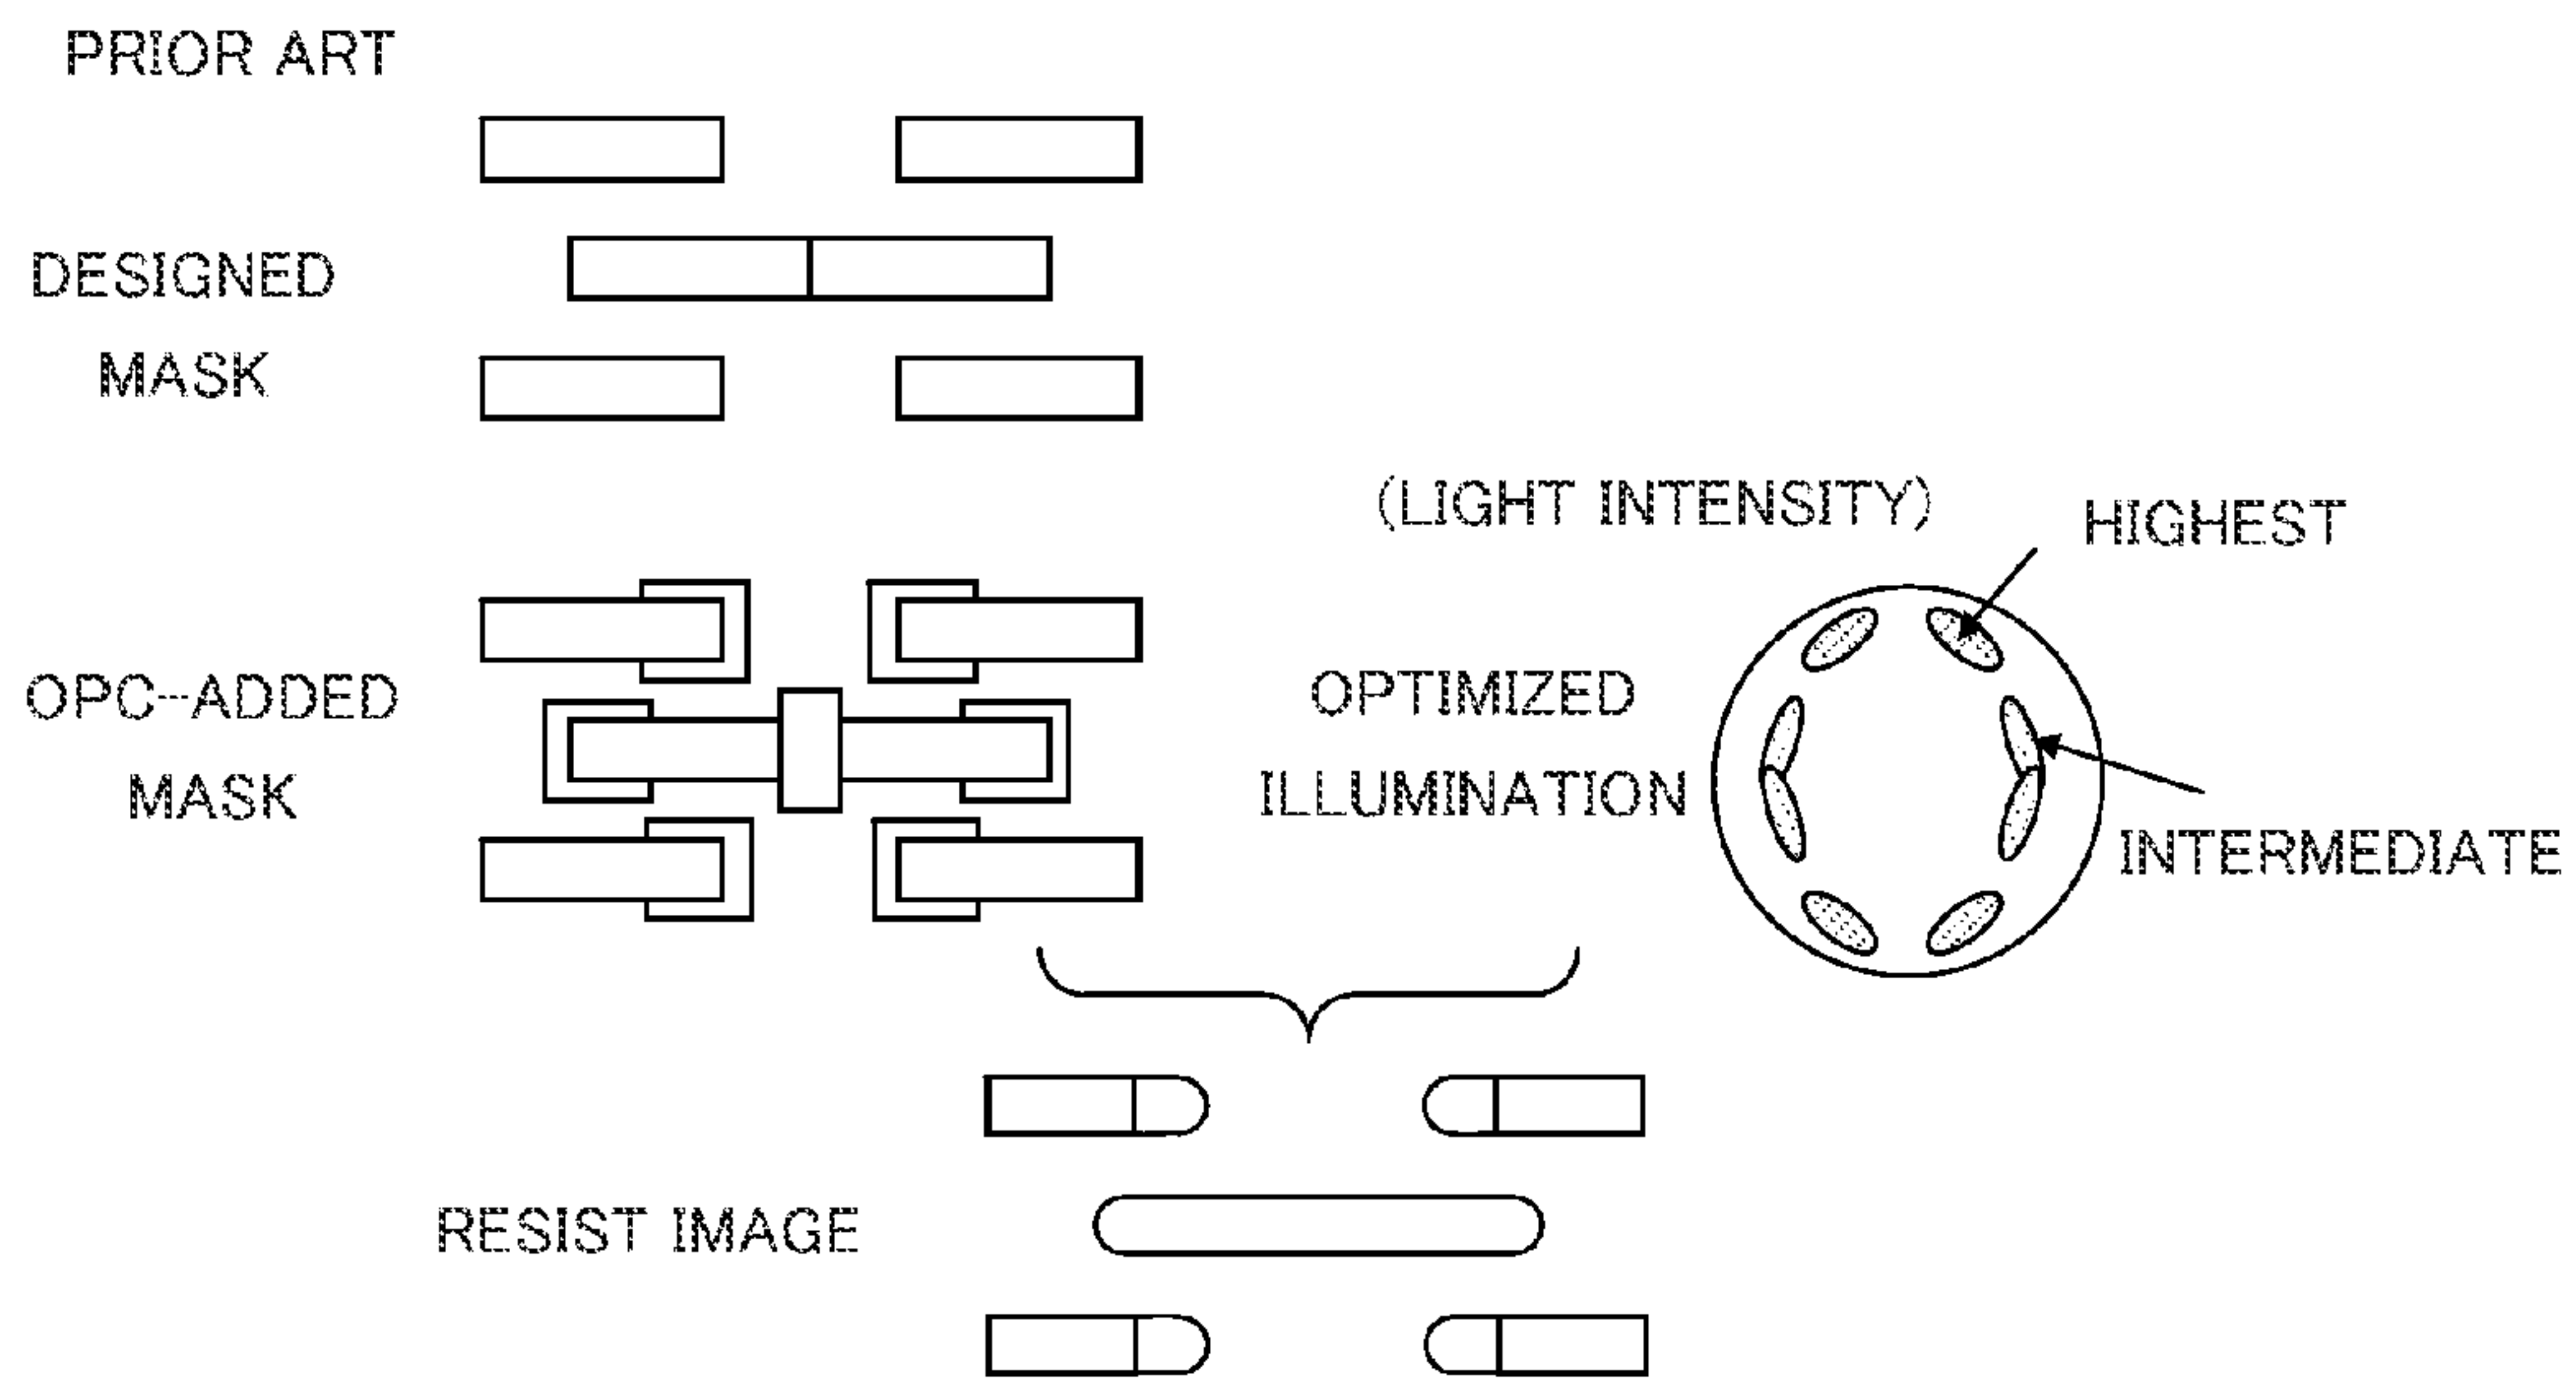 PRIOR ART
DESIGNED
MASK
(LIGHT INTENSITY)
HIGHEST
OPC--ADDED
MASK
OPTIMIZED
ILLUMINATION
INTERMEDIATE
RESIST IMAGE